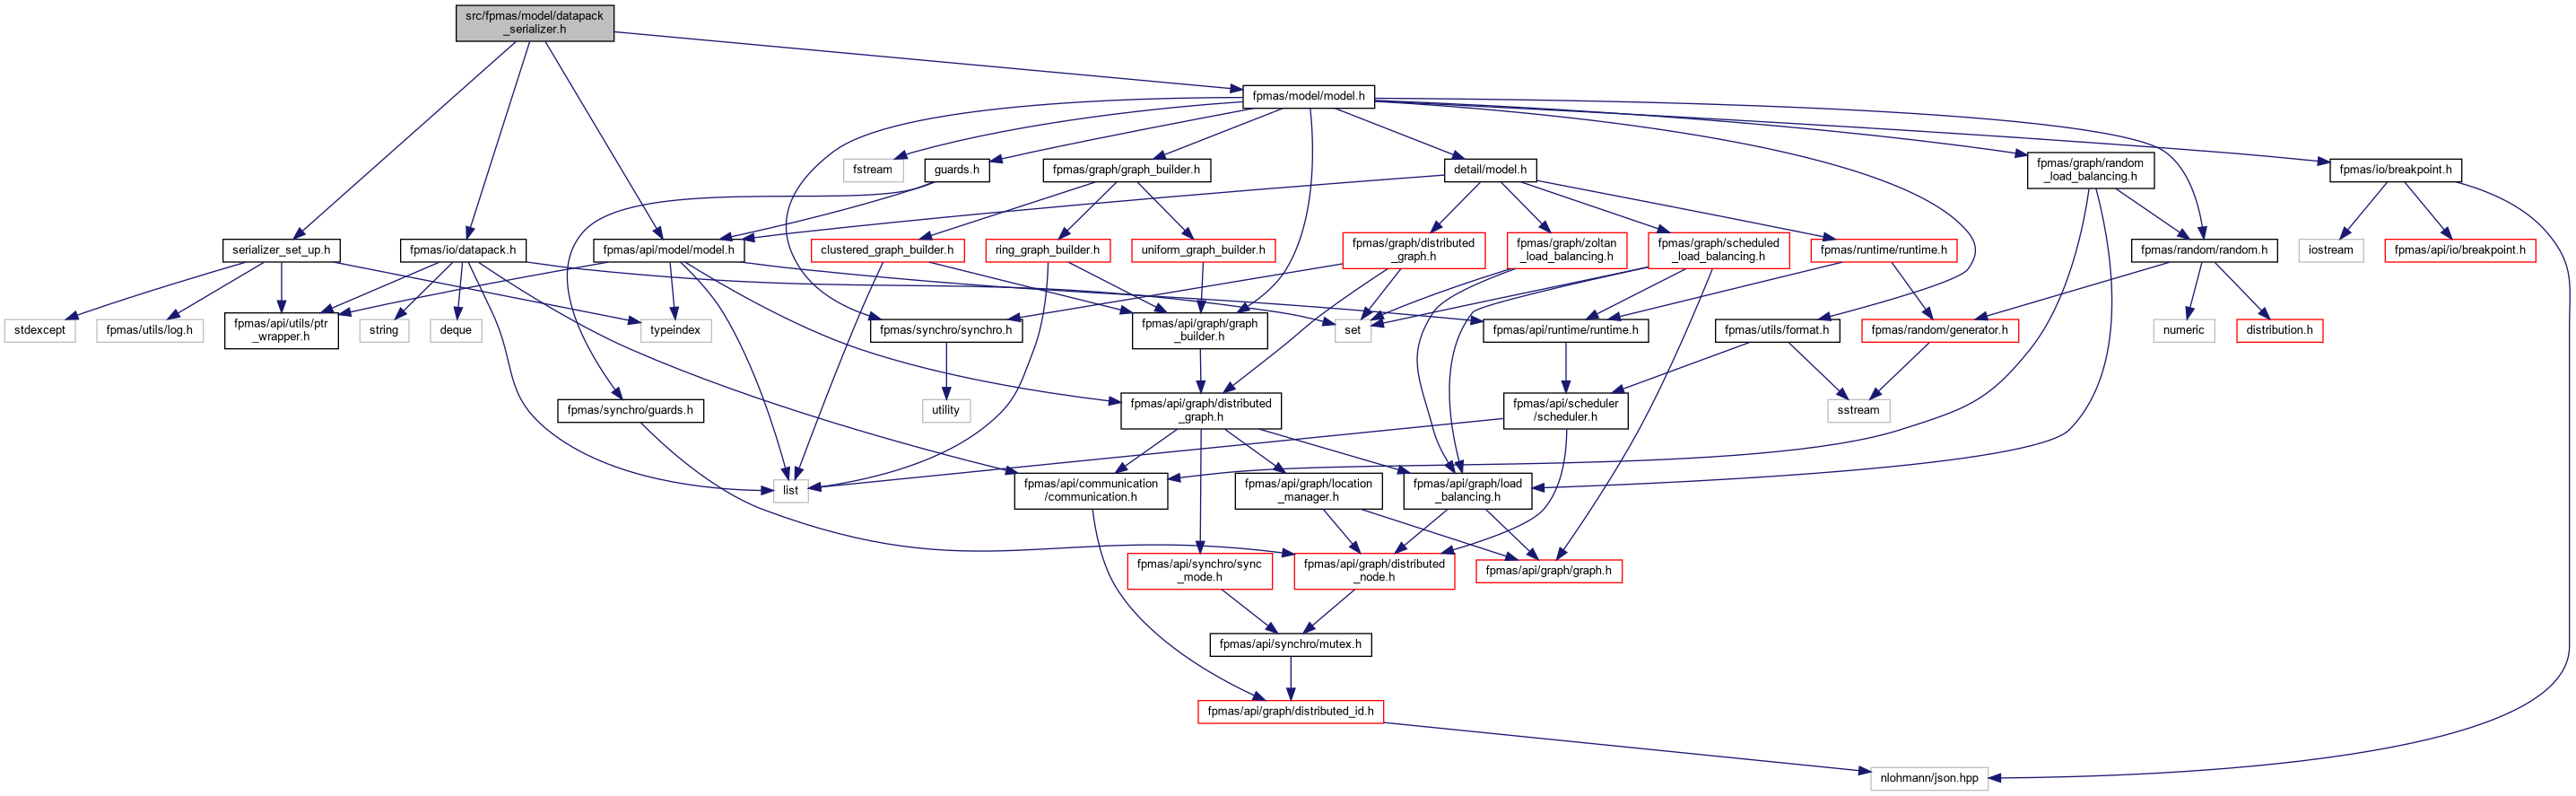 src/fpmas/model/datapack
_serializer.h
fpmas/model/model.h
fstream
guards.h
fpmas/graph/graph_builder.h
detail/model.h
fpmas/graph/random
_load_balancing.h
fpmas/io/breakpoint.h
serializer_set_up.h
fpmas/io/datapack.h
fpmas/api/model/model.h
clustered_graph_builder.h
ring_graph_builder.h
uniform_graph_builder.h
fpmas/graph/distributed
_graph.h
fpmas/graph/zoltan
_load_balancing.h
fpmas/graph/scheduled
_load_balancing.h
fpmas/runtime/runtime.h
fpmas/random/random.h
iostream
fpmas/api/io/breakpoint.h
stdexcept
fpmas/utils/log.h
fpmas/api/utils/ptr
_wrapper.h
string
deque
typeindex
fpmas/synchro/synchro.h
fpmas/api/graph/graph
_builder.h
set
fpmas/api/runtime/runtime.h
fpmas/utils/format.h
fpmas/random/generator.h
numeric
distribution.h
fpmas/synchro/guards.h
utility
fpmas/api/graph/distributed
_graph.h
fpmas/api/scheduler
/scheduler.h
sstream
list
fpmas/api/communication
/communication.h
fpmas/api/graph/location
_manager.h
fpmas/api/graph/load
_balancing.h
fpmas/api/synchro/sync
_mode.h
fpmas/api/graph/distributed
_node.h
fpmas/api/graph/graph.h
fpmas/api/synchro/mutex.h
fpmas/api/graph/distributed_id.h
nlohmann/json.hpp